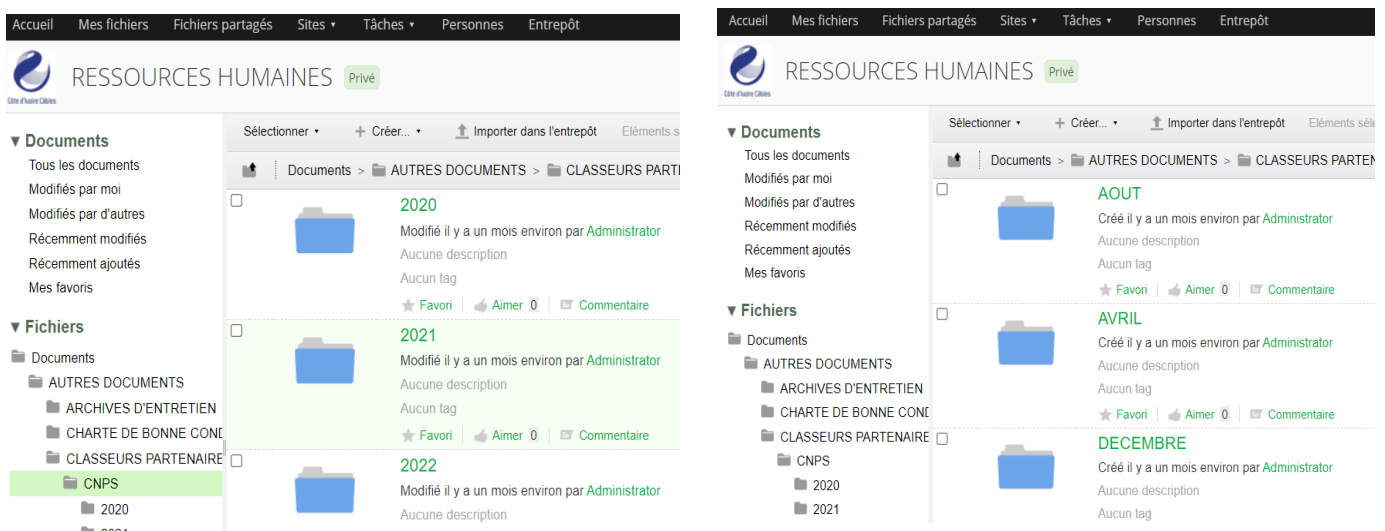 Accueil Mes fichiers Fichiers partagés Sites Tâches Personnes Entrepôt
Côte d'Ivoire Câbles
RESSOURCES HUMAINES Privé
Documents
Tous les documents
Modifiés par moi
Modifiés par d'autres
Récemment modifiés
Récemment ajoutés
Mes favoris
Fichiers
Documents
AUTRES DOCUMENTS
ARCHIVES D'ENTRETIEN
CHARTE DE BONNE COND
CLASSEURS PARTENAIRE
CNPS
2020
2021
Sélectionner + Créer... Importer dans l'entrepôt Eléments s
Documents > AUTRES DOCUMENTS > CLASSEURS PARTE
2020
Modifié il y a un mois environ par Administrator
Aucune description
Aucun tag
Favori Aimer 0 Commentaire
2021
Modifié il y a un mois environ par Administrator
Aucune description
Aucun tag
Favori Aimer 0 Commentaire
2022
Modifié il y a un mois environ par Administrator
Aucune description
Accueil Mes fichiers Fichiers partagés Sites Tâches Personnes Entrepôt
Côte d'Ivoire Câbles
RESSOURCES HUMAINES Privé
Documents
Tous les documents
Modifiés par moi
Modifiés par d'autres
Récemment modifiés
Récemment ajoutés
Mes favoris
Fichiers
Documents
AUTRES DOCUMENTS
ARCHIVES D'ENTRETIEN
CHARTE DE BONNE COND
CLASSEURS PARTENAIRE
CNPS
2020
2021
Sélectionner + Créer... Importer dans l'entrepôt Eléments séle
Documents > AUTRES DOCUMENTS > CLASSEURS PARTEN
AOUT
Créé il y a un mois environ par Administrator
Aucune description
Aucun tag
Favori Aimer 0 Commentaire
AVRIL
Créé il y a un mois environ par Administrator
Aucune description
Aucun tag
Favori Aimer 0 Commentaire
DECEMBRE
Créé il y a un mois environ par Administrator
Aucune description
Aucun tag